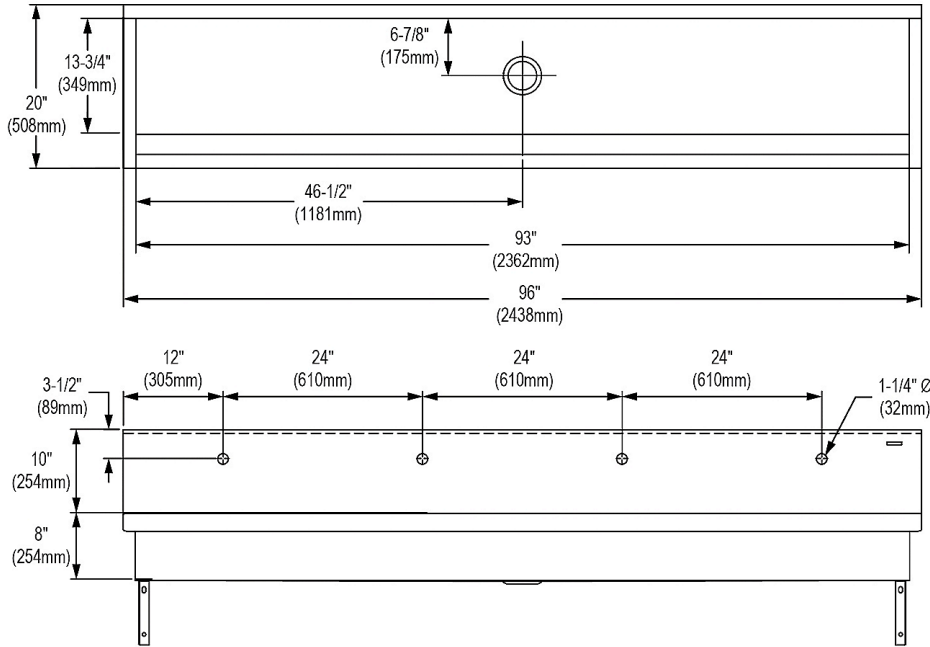 6-7/8"
(175mm)
13-3/4"
(349mm)
20"
(508mm)
46-1/2"
(1181mm)
93"
(2362mm)
96"
(2438mm)
12"
(305mm)
24"
(610mm)
24"
(610mm)
24"
(610mm)
3-1/2"
(89mm)
1-1/4" Ø
(32mm)
10"
(254mm)
8"
(254mm)